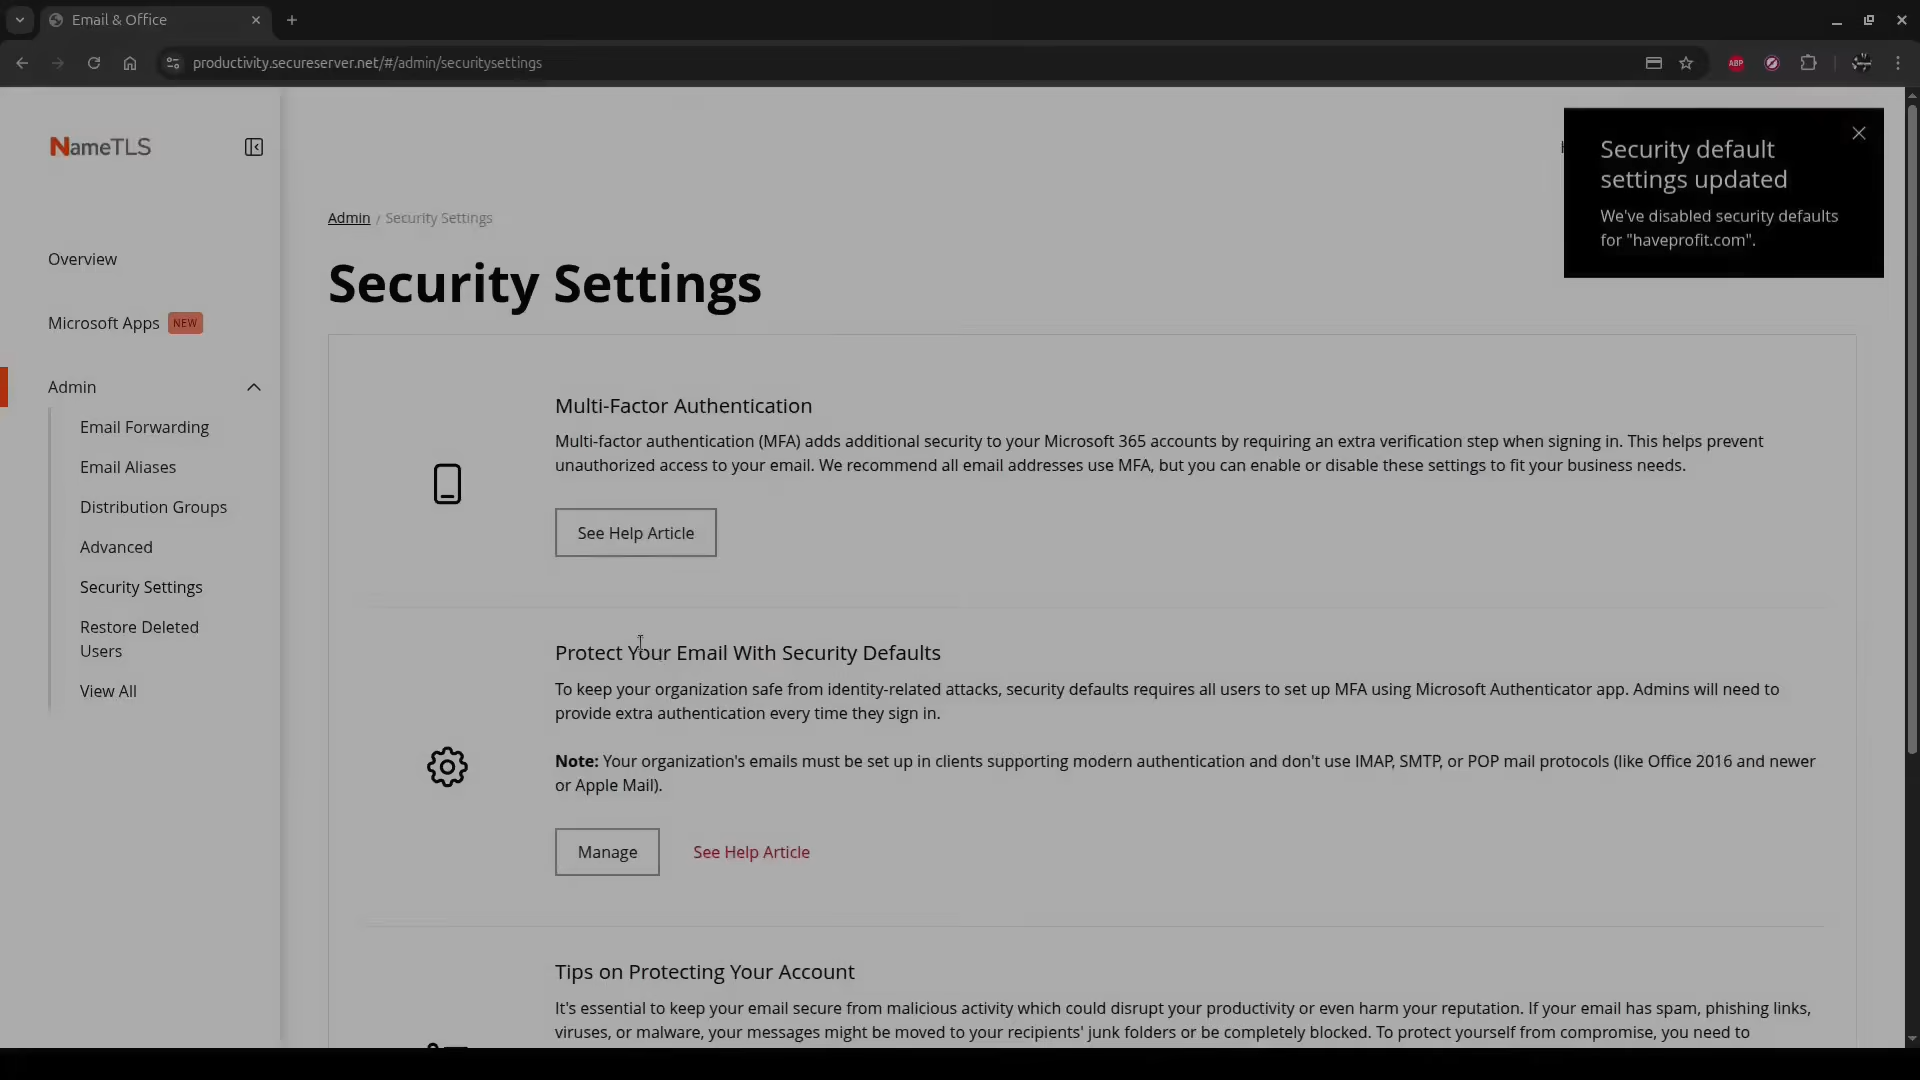 Email & Office
productivity.secureserver.net/#/admin/securitysettings
ABP
NameTLS
Overview
Microsoft Apps NEW
Admin
Email Forwarding
Email Aliases
Distribution Groups
Advanced
Security Settings
Restore Deleted
Users
View All
Admin / Security Settings
Security Settings
Security default
settings updated
We've disabled security defaults
for "haveprofit.com".
Multi-Factor Authentication
Multi-factor authentication (MFA) adds additional security to your Microsoft 365 accounts by requiring an extra verification step when signing in. This helps prevent
unauthorized access to your email. We recommend all email addresses use MFA, but you can enable or disable these settings to fit your business needs.
See Help Article
Protect Your Email With Security Defaults
To keep your organization safe from identity-related attacks, security defaults requires all users to set up MFA using Microsoft Authenticator app. Admins will need to
provide extra authentication every time they sign in.
Note: Your organization's emails must be set up in clients supporting modern authentication and don't use IMAP, SMTP, or POP mail protocols (like Office 2016 and newer
or Apple Mail).
Manage
See Help Article
Tips on Protecting Your Account
It's essential to keep your email secure from malicious activity which could disrupt your productivity or even harm your reputation. If your email has spam, phishing links,
viruses, or malware, your messages might be moved to your recipients' junk folders or be completely blocked. To protect yourself from compromise, you need to